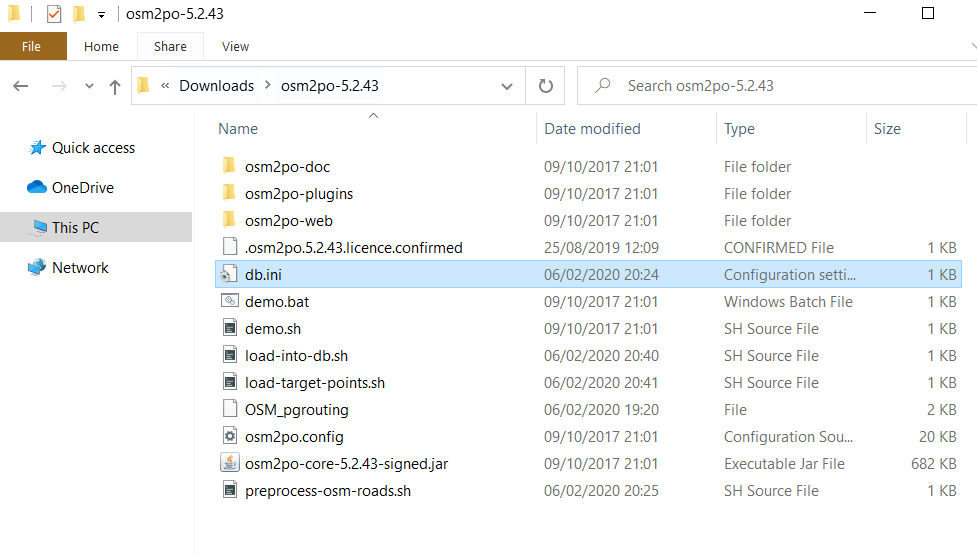 osm2po-5.2.43
File Home Share View
« Downloads > osm2po-5.2.43 Search osm2po-5.2.43
Quick access
OneDrive
This PC
Network
Name Date modified Type Size
osm2po-doc 09/10/2017 21:01 File folder
osm2po-plugins 09/10/2017 21:01 File folder
osm2po-web 09/10/2017 21:01 File folder
.osm2po.5.2.43.licence.confirmed 25/08/2019 12:09 CONFIRMED File 1 KB
db.ini 06/02/2020 20:24 Configuration setti... 1 KB
demo.bat 09/10/2017 21:01 Windows Batch File 1 KB
demo.sh 09/10/2017 21:01 SH Source File 1 KB
load-into-db.sh 06/02/2020 20:40 SH Source File 1 KB
load-target-points.sh 06/02/2020 20:41 SH Source File 1 KB
OSM_pgrouting 06/02/2020 19:20 File 2 KB
osm2po.config 09/10/2017 21:01 Configuration Sou... 20 KB
osm2po-core-5.2.43-signed.jar 09/10/2017 21:01 Executable Jar File 682 KB
preprocess-osm-roads.sh 06/02/2020 20:25 SH Source File 1 KB